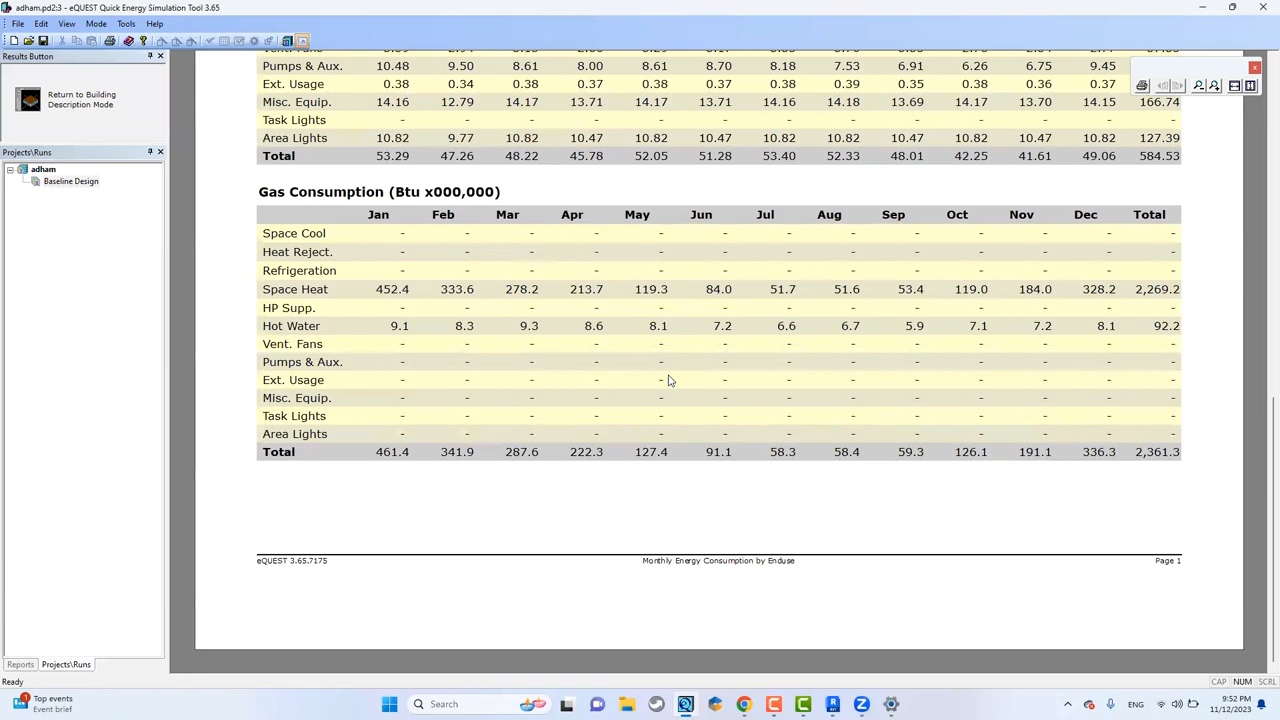 adham.pd2:3 - eQUEST Quick Energy Simulation Tool 3.65
File Edit View Mode Tools Help
Results Button
Return to Building
Description Mode
Projects\Runs
adham
Baseline Design
Reports Projects\Runs
Pumps & Aux. 10.48 9.50 8.61 8.00 8.61 8.70 8.18 7.53 6.91 6.26 6.75 9.45
Ext. Usage 0.38 0.34 0.38 0.37 0.38 0.37 0.38 0.39 0.35 0.38 0.36 0.37
Misc. Equip. 14.16 12.79 14.17 13.71 14.17 13.71 14.16 14.18 13.69 14.17 13.70 14.15 166.74
Task Lights - - - - - - - - - - - - -
Area Lights 10.82 9.77 10.82 10.47 10.82 10.47 10.82 10.82 10.47 10.82 10.47 10.82 127.39
Total 53.29 47.26 48.22 45.78 52.05 51.28 53.40 52.33 48.01 42.25 41.61 49.06 584.53
Gas Consumption (Btu x000,000)
Jan Feb Mar Apr May Jun Jul Aug Sep Oct Nov Dec Total
Space Cool - - - - - - - - - - - - -
Heat Reject. - - - - - - - - - - - - -
Refrigeration - - - - - - - - - - - - -
Space Heat 452.4 333.6 278.2 213.7 119.3 84.0 51.7 51.6 53.4 119.0 184.0 328.2 2,269.2
HP Supp. - - - - - - - - - - - - -
Hot Water 9.1 8.3 9.3 8.6 8.1 7.2 6.6 6.7 5.9 7.1 7.2 8.1 92.2
Vent. Fans - - - - - - - - - - - - -
Pumps & Aux. - - - - - - - - - - - - -
Ext. Usage - - - - - - - - - - - - -
Misc. Equip. - - - - - - - - - - - - -
Task Lights - - - - - - - - - - - - -
Area Lights - - - - - - - - - - - - -
Total 461.4 341.9 287.6 222.3 127.4 91.1 58.3 58.4 59.3 126.1 191.1 336.3 2,361.3
eQUEST 3.65.7175 Monthly Energy Consumption by Enduse Page 1
Ready CAP NUM SCRL
Top events
Event brief
Search
ENG
9:52 PM
11/12/2023